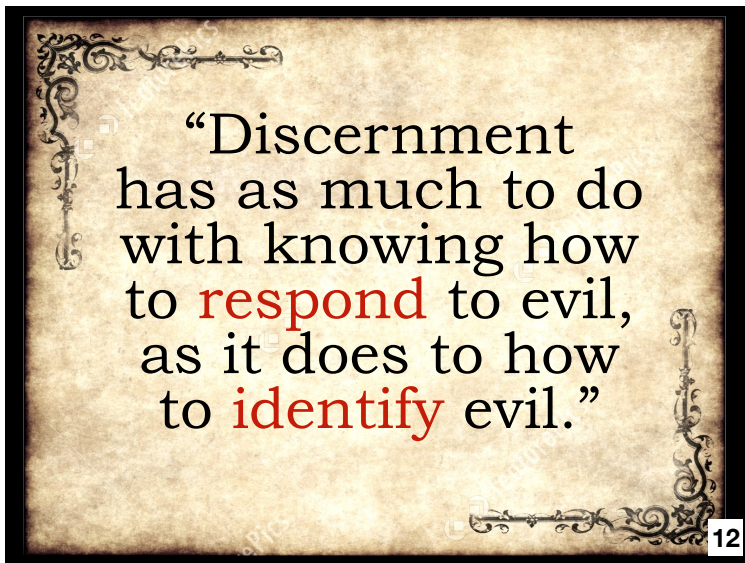 “Discernment
has as much to do
with knowing how
to respond to evil,
as it does to how
to identify evil.”
12